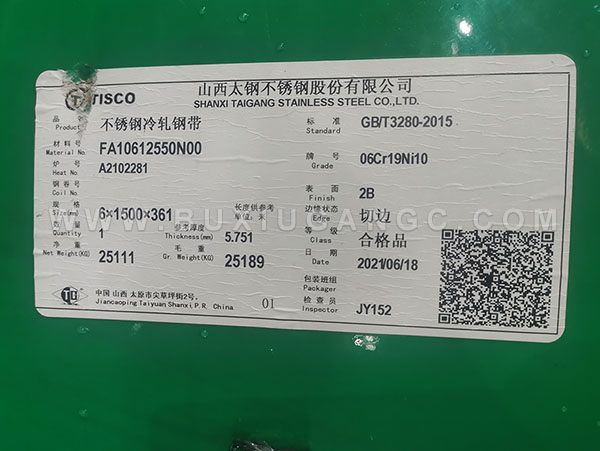 TISCO
山西太钢不锈钢股份有限公司
SHANXI TAIGANG STAINLESS STEEL CO.,LTD.
品名 Product 不锈钢冷轧钢带
标准 Standard GB/T3280-2015
材料号 Material No. FA10612550N00
牌号 Grade 06Cr19Ni10
炉号 Heat No. A2102281
钢卷号 Coil No.
表面 Finish 2B
规格 Size(mm) 6×1500×361
长度供参考 单位:米
边缘状态 Edge 切边
数量 Quantity 1
参考厚度 Thickness(mm) 5.751
等级 Class 合格品
净重 Net Weight(KG) 25111
毛重 Gr. Weight(KG) 25189
日期 Date 2021/06/18
包装班组 Packager
检查员 Inspector JY152
TG
中国 山西 太原市尖草坪街2号.
Jiancaoping Taiyuan Shanxi P.R. China
01
WWW.BUXIUGANGC.COM